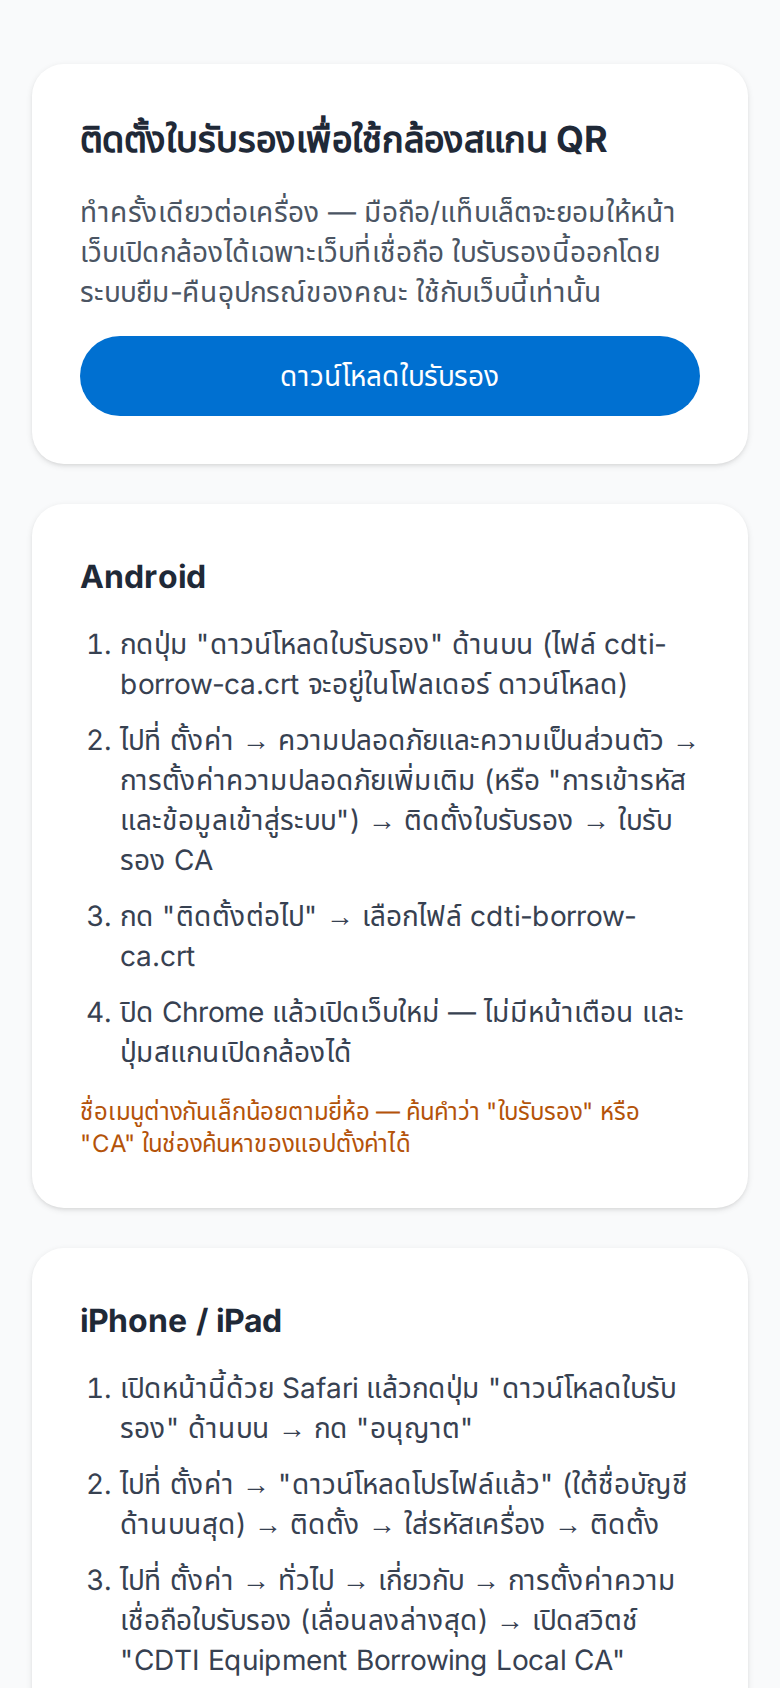 ติดตั้งใบรับรองเพื่อใช้กล้องสแกน QR
ทำครั้งเดียวต่อเครื่อง — มือถือ/แท็บเล็ตจะยอมให้หน้า
เว็บเปิดกล้องได้เฉพาะเว็บที่เชื่อถือ ใบรับรองนี้ออกโดย
ระบบยืม-คืนอุปกรณ์ของคณะ ใช้กับเว็บนี้เท่านั้น
ดาวน์โหลดใบรับรอง
Android
1. กดปุ่ม "ดาวน์โหลดใบรับรอง" ด้านบน (ไฟล์ cdti-
borrow-ca.crt จะอยู่ในโฟลเดอร์ ดาวน์โหลด)
2. ไปที่ ตั้งค่า → ความปลอดภัยและความเป็นส่วนตัว →
การตั้งค่าความปลอดภัยเพิ่มเติม (หรือ "การเข้ารหัส
และข้อมูลเข้าสู่ระบบ") → ติดตั้งใบรับรอง → ใบรับ
รอง CA
3. กด "ติดตั้งต่อไป" → เลือกไฟล์ cdti-borrow-
ca.crt
4. ปิด Chrome แล้วเปิดเว็บใหม่ — ไม่มีหน้าเตือน และ
ปุ่มสแกนเปิดกล้องได้
ชื่อเมนูต่างกันเล็กน้อยตามยี่ห้อ — ค้นคำว่า "ใบรับรอง" หรือ
"CA" ในช่องค้นหาของแอปตั้งค่าได้
iPhone / iPad
1. เปิดหน้านี้ด้วย Safari แล้วกดปุ่ม "ดาวน์โหลดใบรับ
รอง" ด้านบน → กด "อนุญาต"
2. ไปที่ ตั้งค่า → "ดาวน์โหลดโปรไฟล์แล้ว" (ใต้ชื่อบัญชี
ด้านบนสุด) → ติดตั้ง → ใส่รหัสเครื่อง → ติดตั้ง
3. ไปที่ ตั้งค่า → ทั่วไป → เกี่ยวกับ → การตั้งค่าความ
เชื่อถือใบรับรอง (เลื่อนลงล่างสุด) → เปิดสวิตช์
"CDTI Equipment Borrowing Local CA"